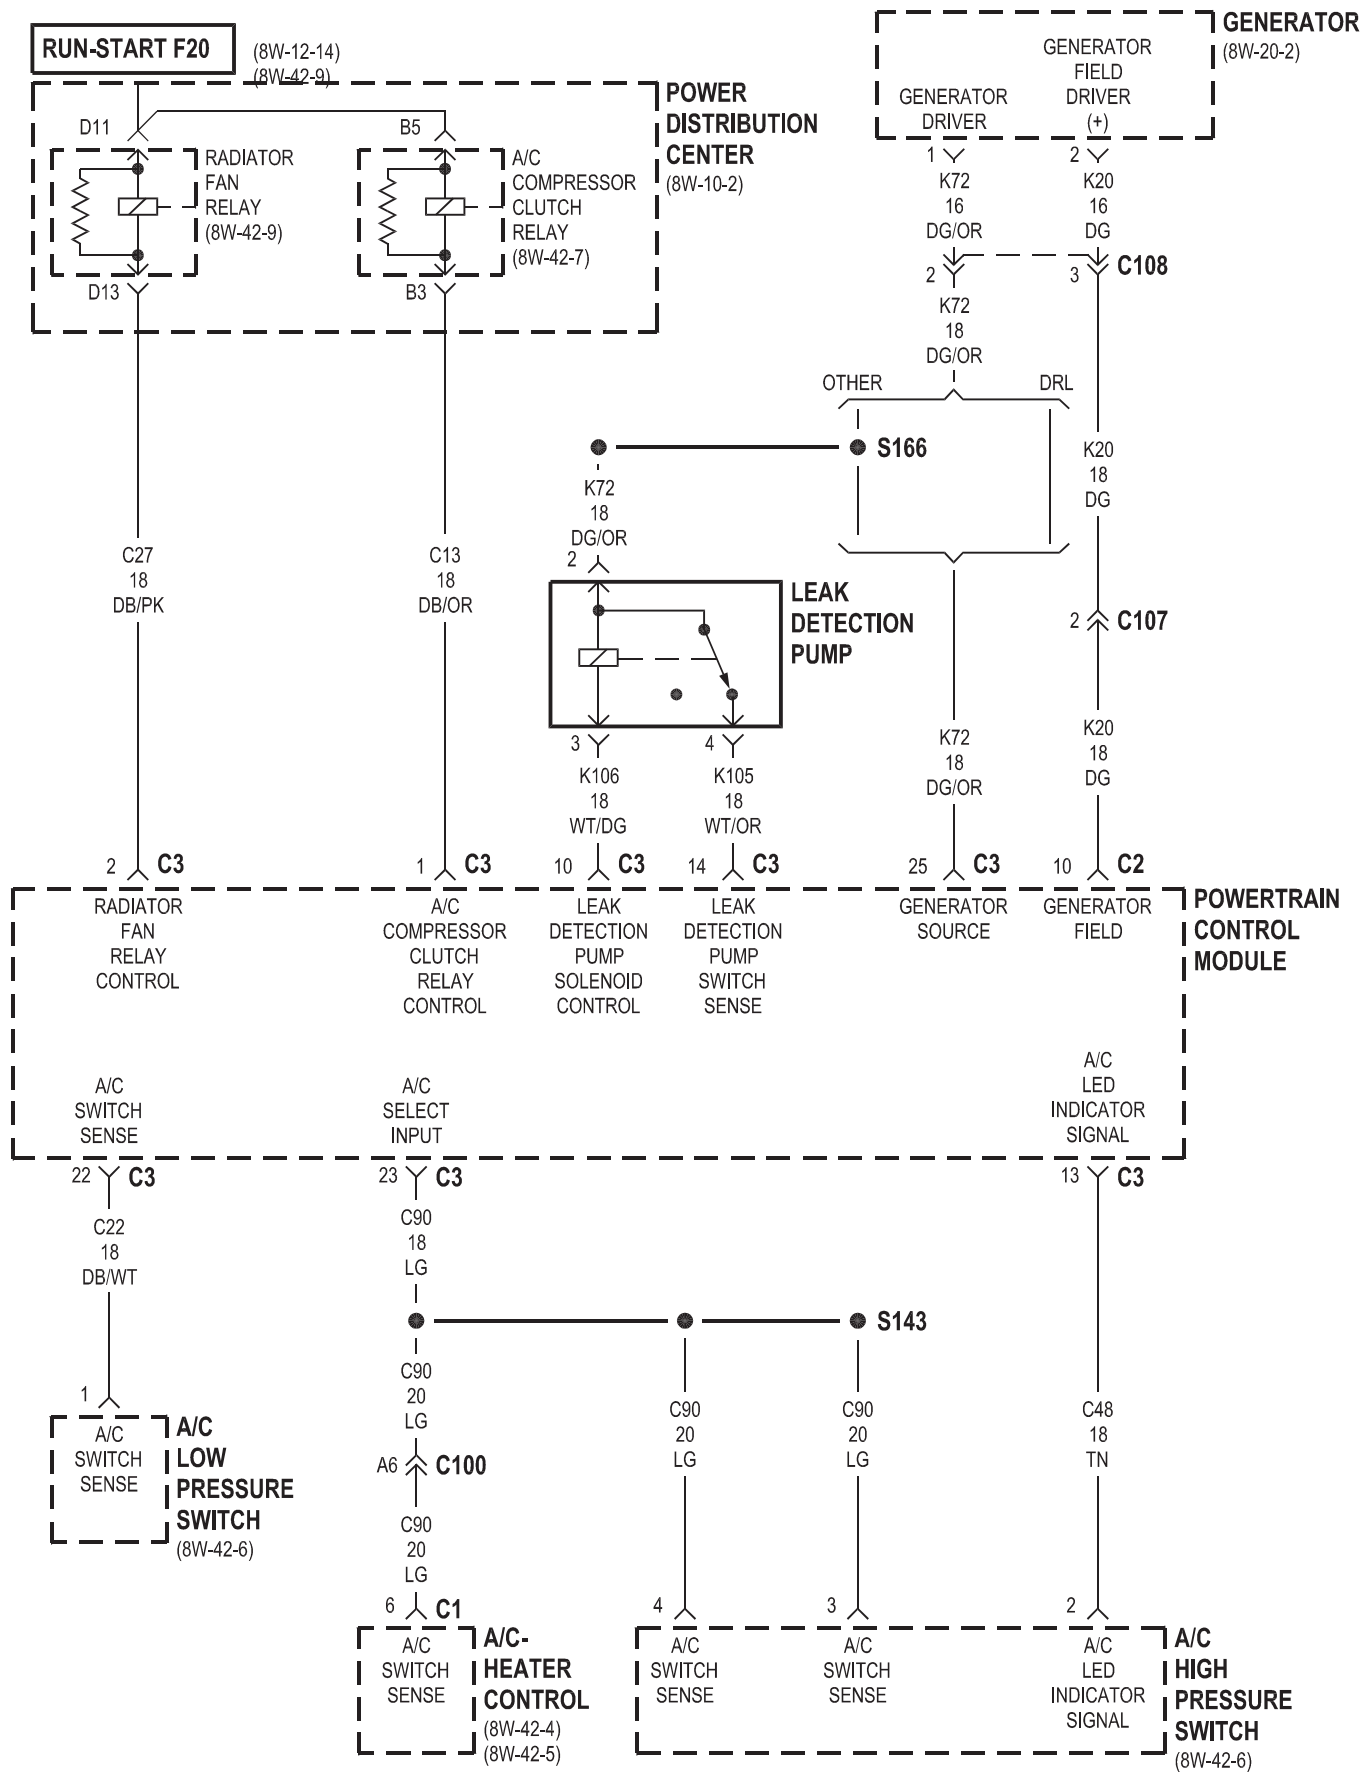 RUN-START F20
(8W-12-14)
(8W-42-9)
GENERATOR
(8W-20-2)
GENERATOR
FIELD
DRIVER
(+)
GENERATOR
DRIVER
POWER
DISTRIBUTION
CENTER
(8W-10-2)
D11
B5
RADIATOR
FAN
RELAY
(8W-42-9)
A/C
COMPRESSOR
CLUTCH
RELAY
(8W-42-7)
D13
B3
1
2
K72
16
DG/OR
K20
16
DG
2
3
C108
K72
18
DG/OR
OTHER
DRL
S166
K72
18
DG/OR
2
K20
18
DG
C27
18
DB/PK
C13
18
DB/OR
LEAK
DETECTION
PUMP
2
C107
3
4
K106
18
WT/DG
K105
18
WT/OR
K72
18
DG/OR
K20
18
DG
2
C3
1
C3
10
C3
14
C3
25
C3
10
C2
RADIATOR
FAN
RELAY
CONTROL
A/C
COMPRESSOR
CLUTCH
RELAY
CONTROL
LEAK
DETECTION
PUMP
SOLENOID
CONTROL
LEAK
DETECTION
PUMP
SWITCH
SENSE
GENERATOR
SOURCE
GENERATOR
FIELD
POWERTRAIN
CONTROL
MODULE
A/C
SWITCH
SENSE
A/C
SELECT
INPUT
A/C
LED
INDICATOR
SIGNAL
22
C3
23
C3
13
C3
C22
18
DB/WT
C90
18
LG
S143
C90
20
LG
C90
20
LG
C90
20
LG
C48
18
TN
1
A/C
SWITCH
SENSE
A/C
LOW
PRESSURE
SWITCH
(8W-42-6)
A6
C100
C90
20
LG
6
C1
4
3
2
A/C
SWITCH
SENSE
A/C-
HEATER
CONTROL
(8W-42-4)
(8W-42-5)
A/C
SWITCH
SENSE
A/C
SWITCH
SENSE
A/C
LED
INDICATOR
SIGNAL
A/C
HIGH
PRESSURE
SWITCH
(8W-42-6)